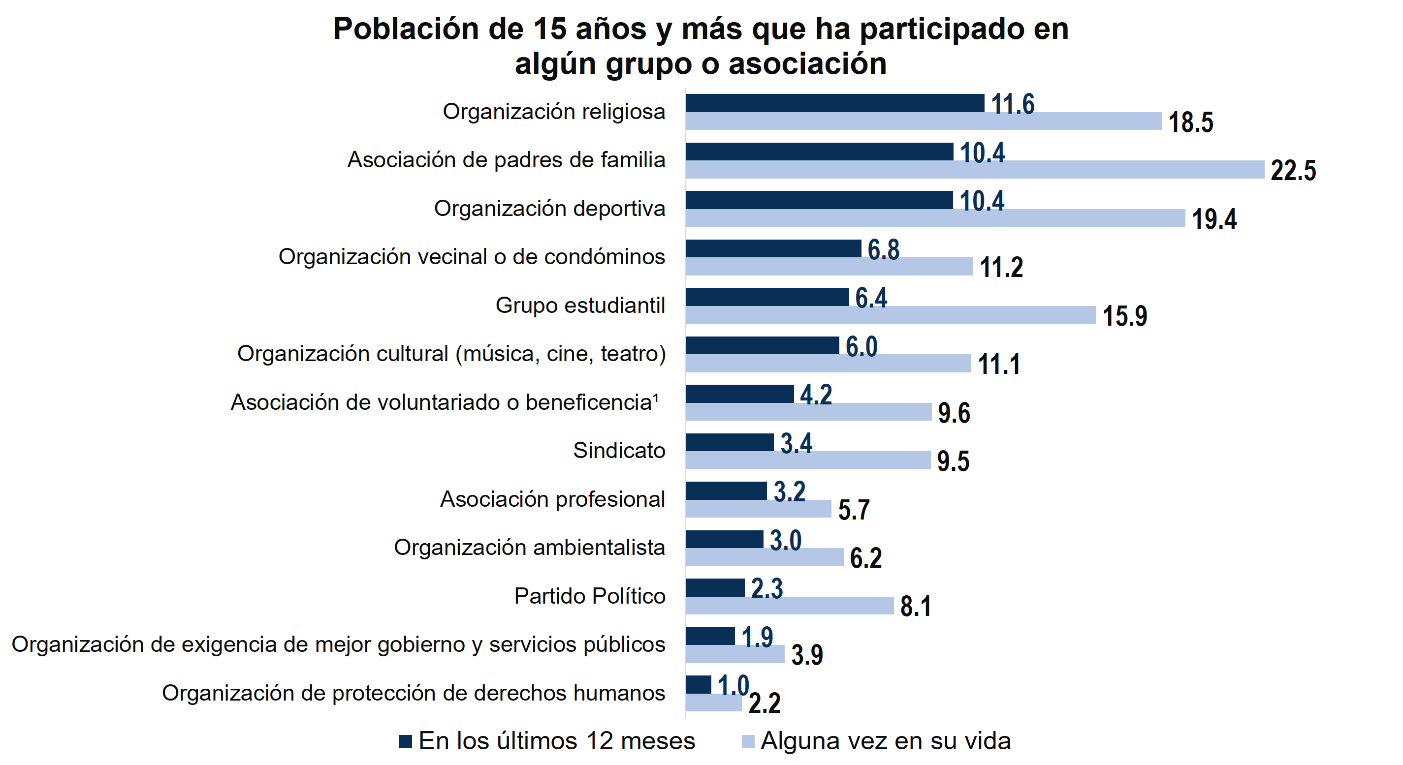 Población de 15 años y más que ha participado en
algún grupo o asociación
Organización religiosa 11.6 18.5
Asociación de padres de familia 10.4 22.5
Organización deportiva 10.4 19.4
Organización vecinal o de condóminos 6.8 11.2
Grupo estudiantil 6.4 15.9
Organización cultural (música, cine, teatro) 6.0 11.1
Asociación de voluntariado o beneficencia¹ 4.2 9.6
Sindicato 3.4 9.5
Asociación profesional 3.2 5.7
Organización ambientalista 3.0 6.2
Partido Político 2.3 8.1
Organización de exigencia de mejor gobierno y servicios públicos 1.9 3.9
Organización de protección de derechos humanos 1.0 2.2
En los últimos 12 meses Alguna vez en su vida